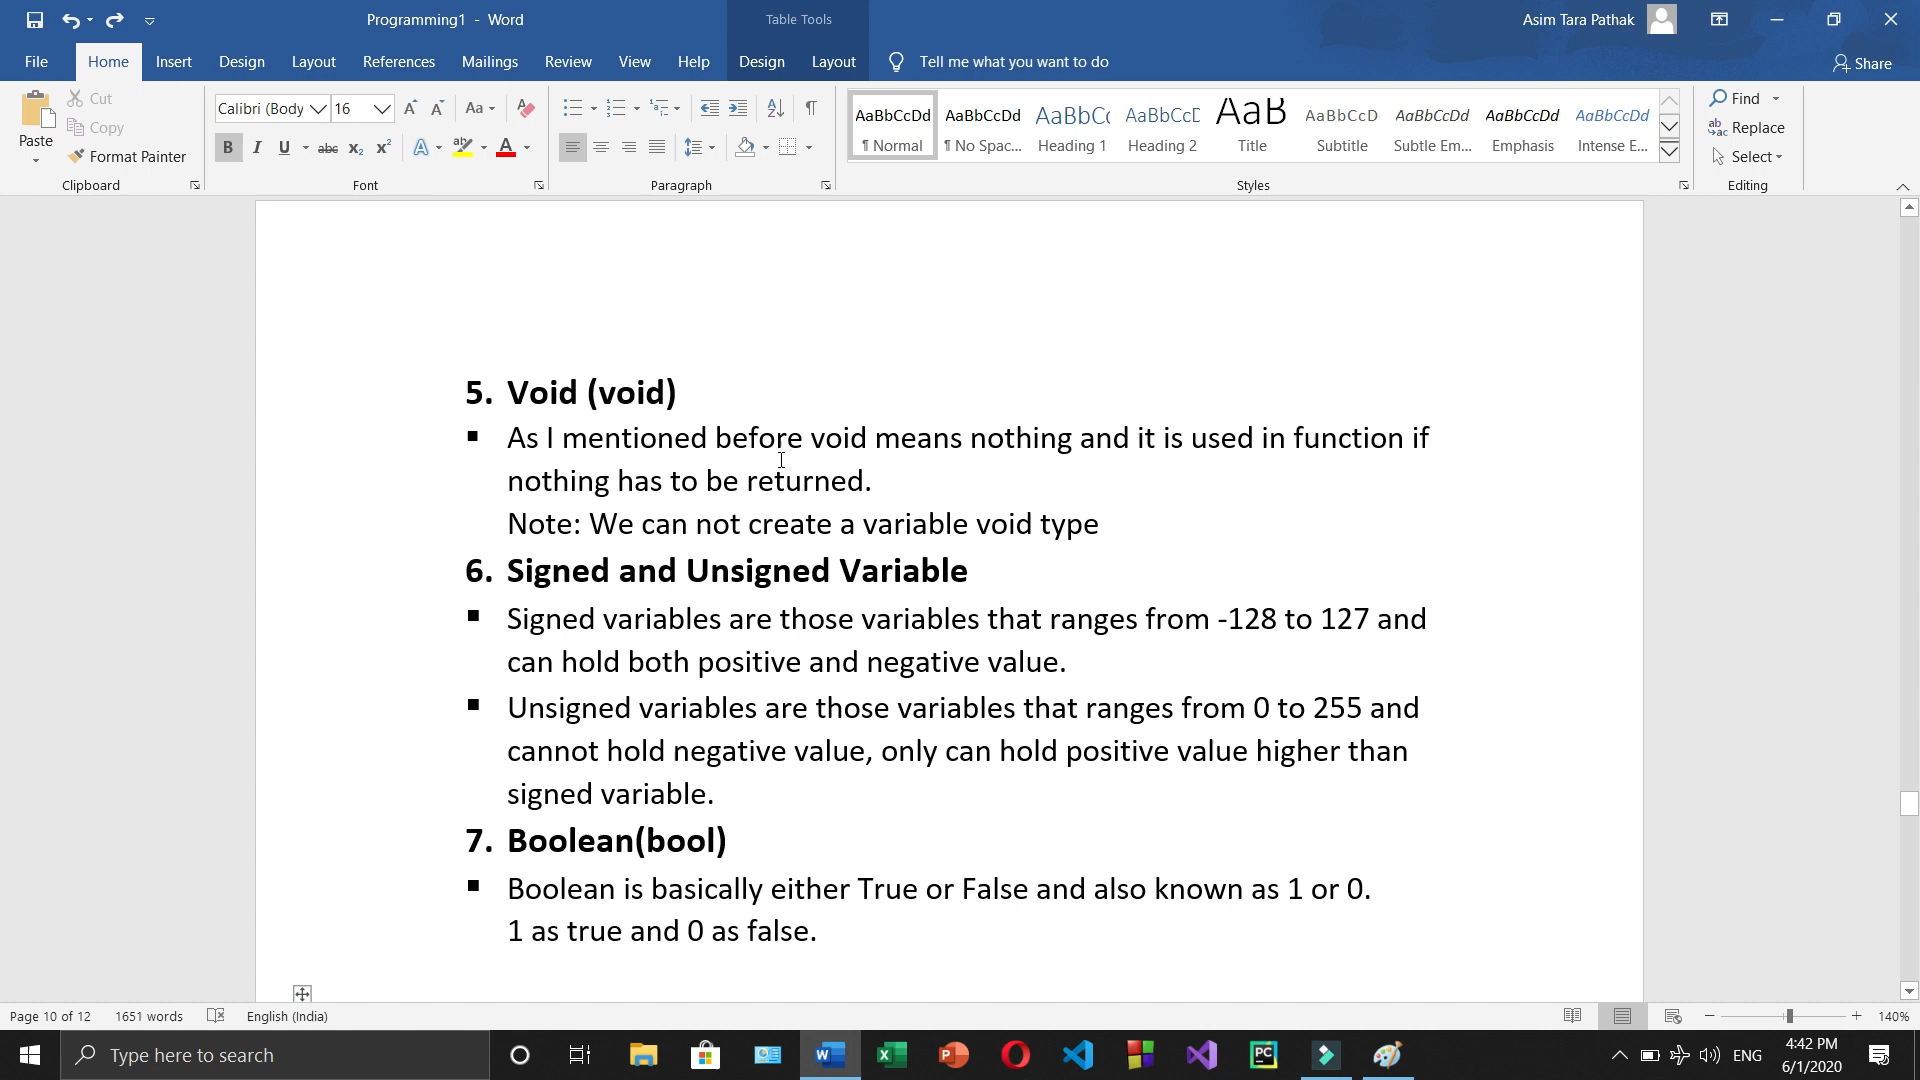 Programming1 - Word
Table Tools
Asim Tara Pathak
File Home Insert Design Layout References Mailings Review View Help Design Layout Tell me what you want to do Share
Cut
Copy
Paste
Format Painter
Clipboard
Calibri (Body 16
Aa
B I U abc X₂ X²
A ab A
Font
Paragraph
AaBbCcDd AaBbCcDd AaBbCc AaBbCcD AaB AaBbCcD AaBbCcDd AaBbCcDd AaBbCcDd
¶ Normal ¶ No Spac... Heading 1 Heading 2 Title Subtitle Subtle Em... Emphasis Intense E...
Styles
Find
Replace
Select
Editing
5. Void (void)
▪ As I mentioned before void means nothing and it is used in function if
nothing has to be returned.
Note: We can not create a variable void type
6. Signed and Unsigned Variable
▪ Signed variables are those variables that ranges from -128 to 127 and
can hold both positive and negative value.
▪ Unsigned variables are those variables that ranges from 0 to 255 and
cannot hold negative value, only can hold positive value higher than
signed variable.
7. Boolean(bool)
▪ Boolean is basically either True or False and also known as 1 or 0.
1 as true and 0 as false.
Page 10 of 12 1651 words English (India) 140%
Type here to search
ENG
4:42 PM
6/1/2020